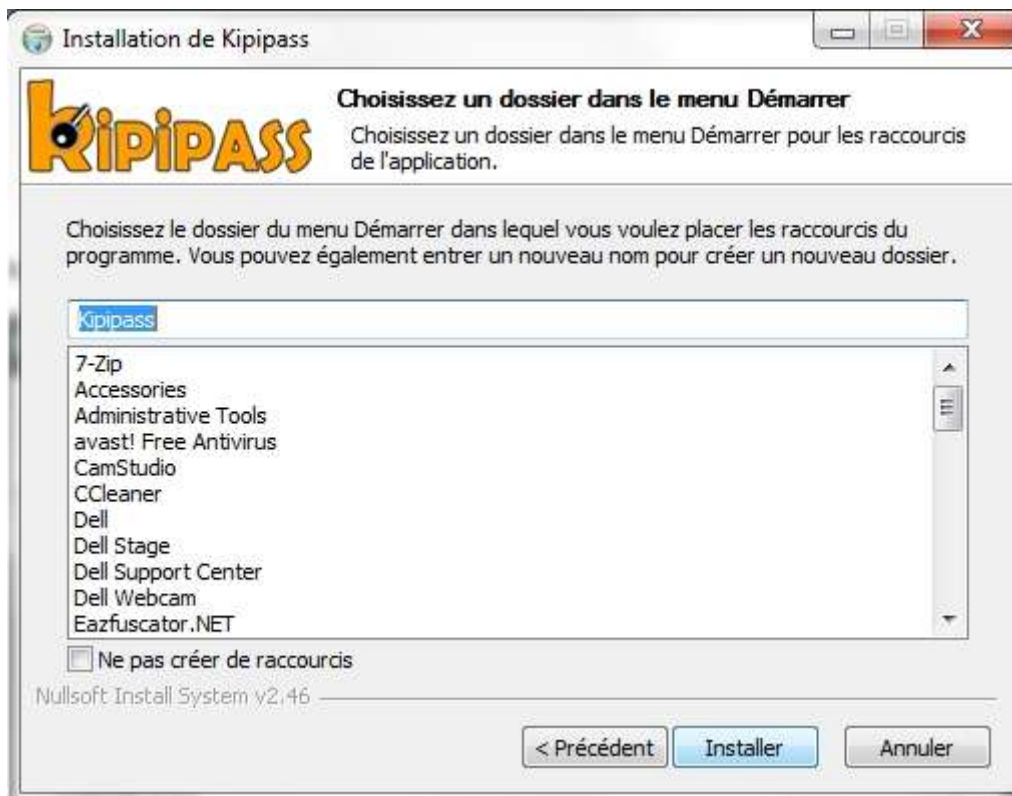 Installation de Kipipass
KIPIPASS
Choisissez un dossier dans le menu Démarrer
Choisissez un dossier dans le menu Démarrer pour les raccourcis
de l'application.
Choisissez le dossier du menu Démarrer dans lequel vous voulez placer les raccourcis du
programme. Vous pouvez également entrer un nouveau nom pour créer un nouveau dossier.
Kipipass
7-Zip
Accessories
Administrative Tools
avast! Free Antivirus
CamStudio
CCleaner
Dell
Dell Stage
Dell Support Center
Dell Webcam
Eazfuscator.NET
Ne pas créer de raccourcis
Nullsoft Install System v2.46
< Précédent Installer Annuler